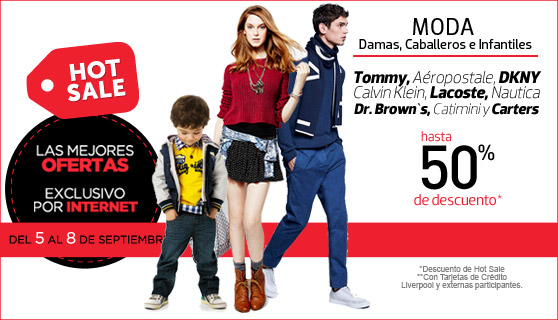 HOT
SALE
LAS MEJORES
OFERTAS
EXCLUSIVO
POR INTERNET
DEL 5 AL 8 DE SEPTIEMBR
MODA
Damas, Caballeros e Infantiles
Tommy, Aéropostale, DKNY
Calvin Klein, Lacoste, Nautica
Dr. Brown`s, Catimini y Carters
hasta
50%
de descuento*
*Descuento de Hot Sale
**Con Tarjetas de Crédito
Liverpool y externas participantes.